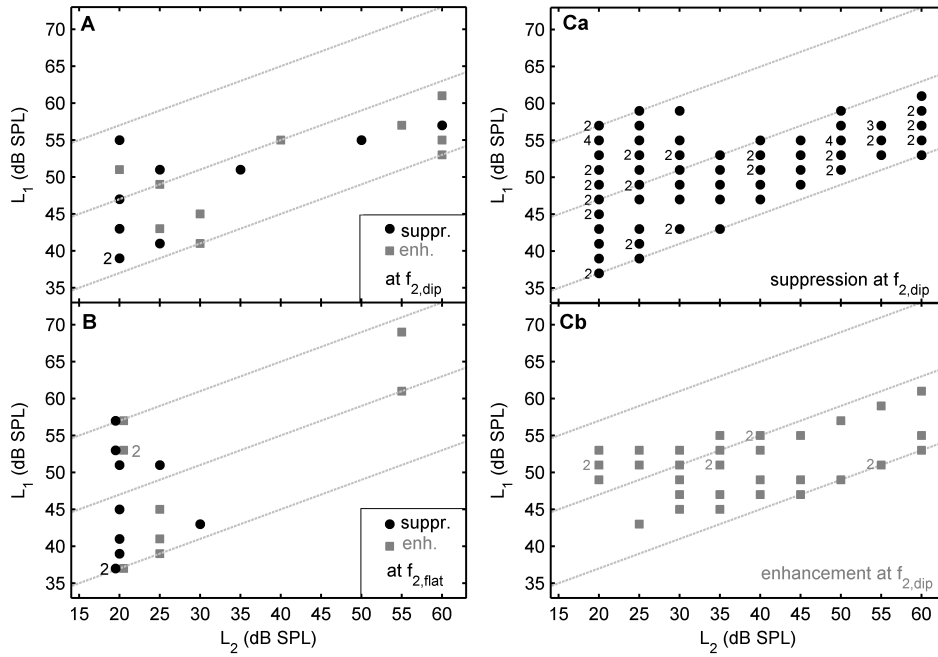 A
70
65
60
55
50
45
40
35
L1 (dB SPL)
2
suppr.
enh.
at f2,dip
Ca
70
65
60
55
50
45
40
35
L1 (dB SPL)
2
2 3 2
4 4 2 2
2 2 2 2
2 2 2
2 2
2
2
2
2
2
suppression at f2,dip
B
70
65
60
55
50
45
40
35
L1 (dB SPL)
2
2
suppr.
enh.
at f2,flat
15 20 25 30 35 40 45 50 55 60
L2 (dB SPL)
Cb
70
65
60
55
50
45
40
35
L1 (dB SPL)
2
2 2 2
enhancement at f2,dip
15 20 25 30 35 40 45 50 55 60
L2 (dB SPL)